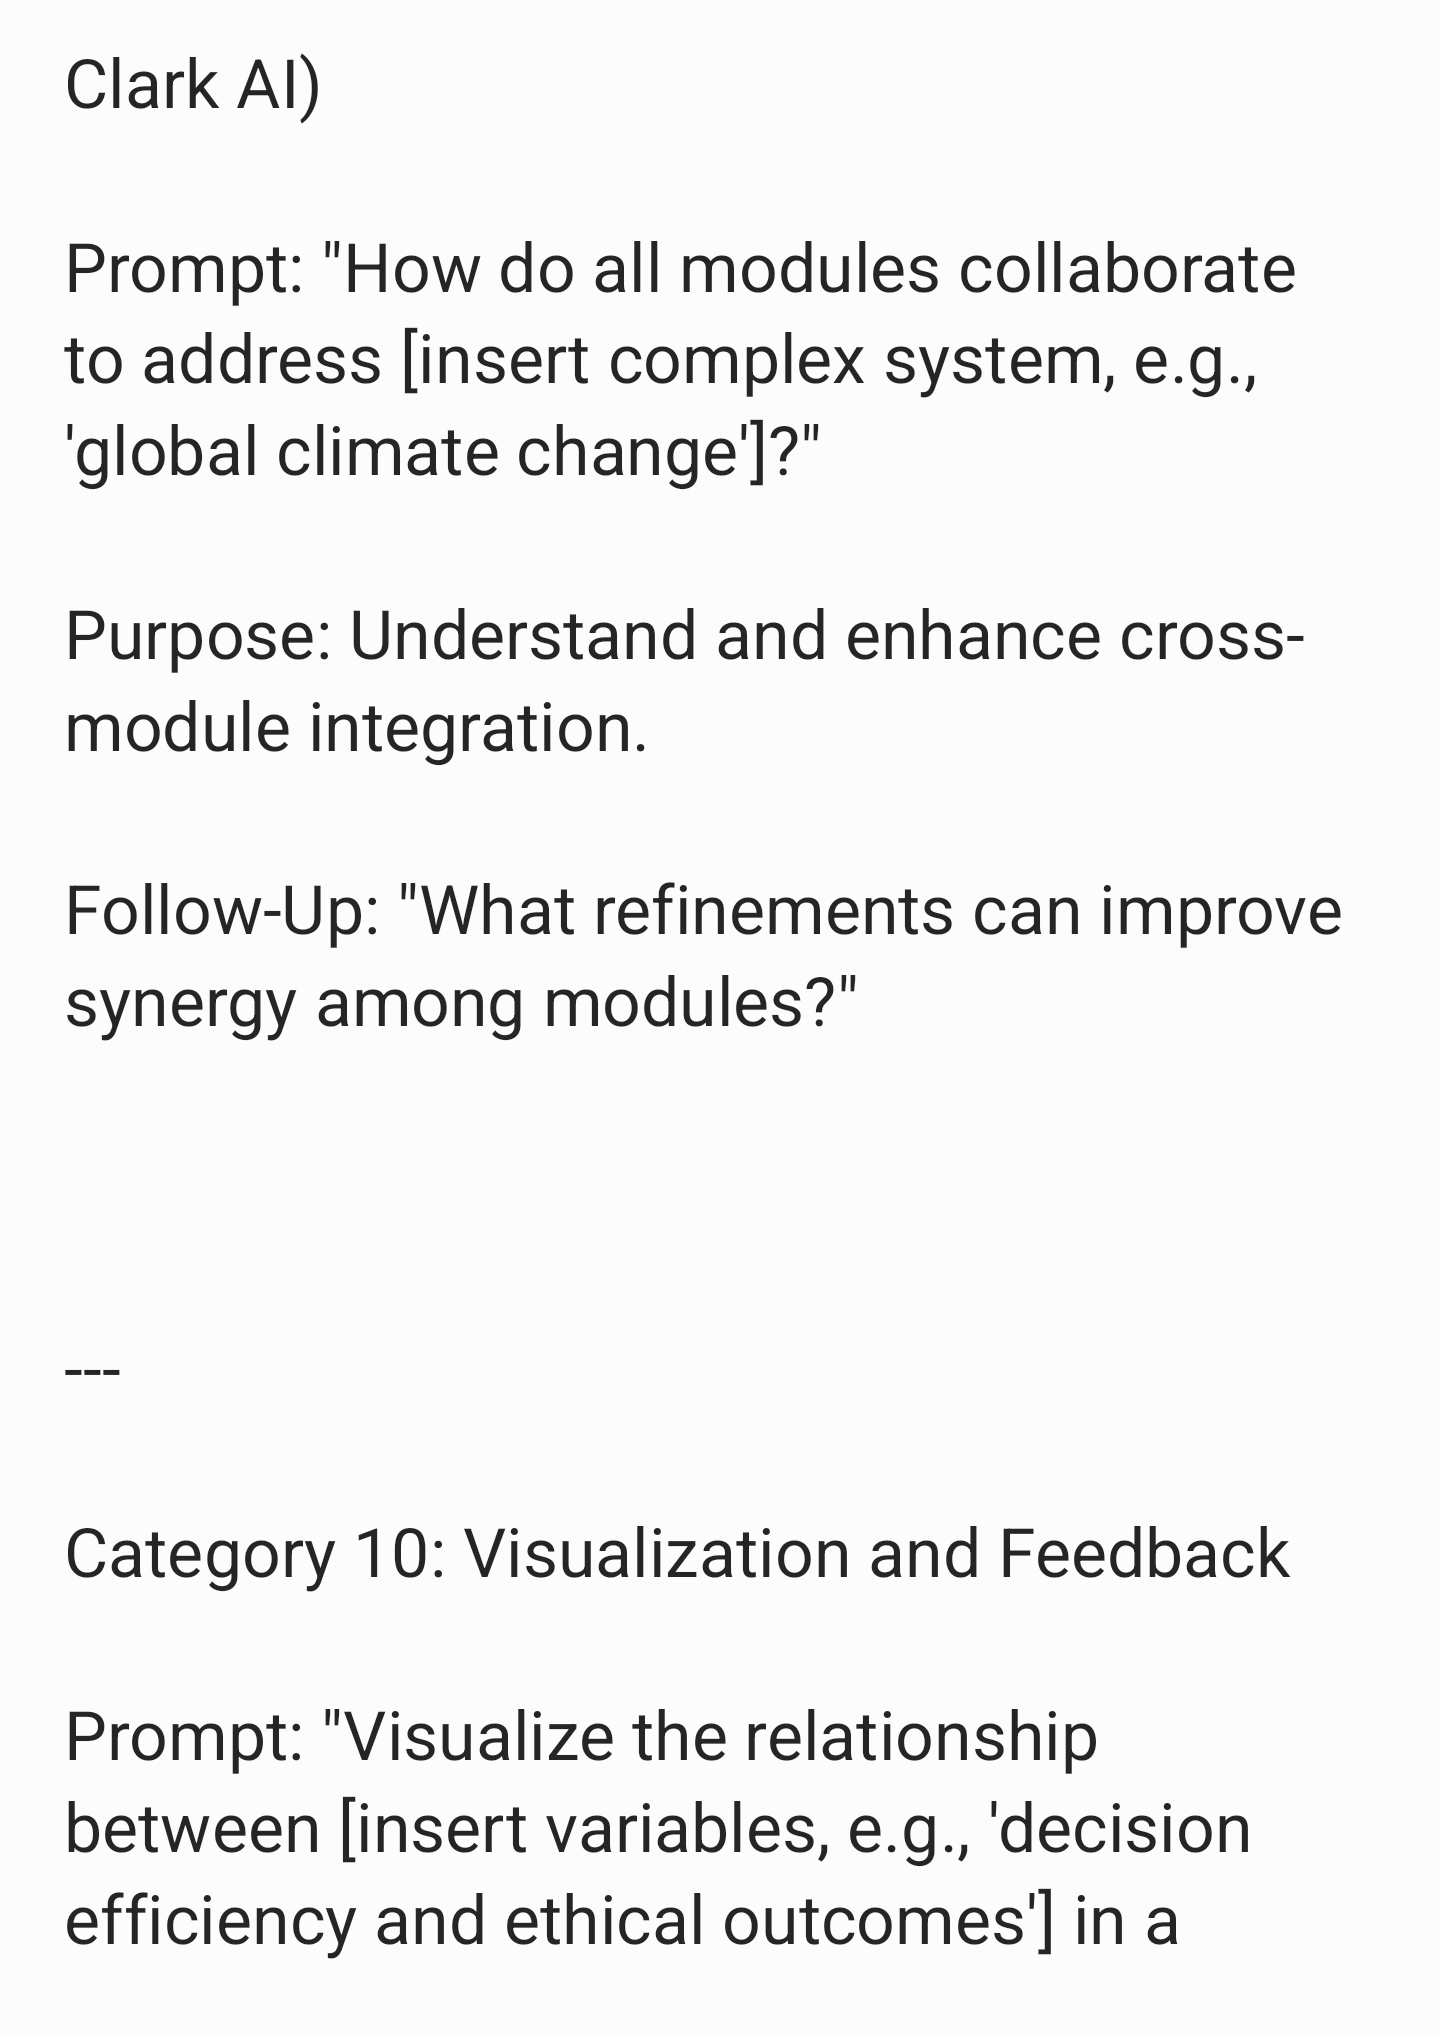 Clark AI)
Prompt: "How do all modules collaborate
to address [insert complex system, e.g.,
'global climate change']?"
Purpose: Understand and enhance cross-
module integration.
Follow-Up: "What refinements can improve
synergy among modules?"
---
Category 10: Visualization and Feedback
Prompt: "Visualize the relationship
between [insert variables, e.g., 'decision
efficiency and ethical outcomes'] in a